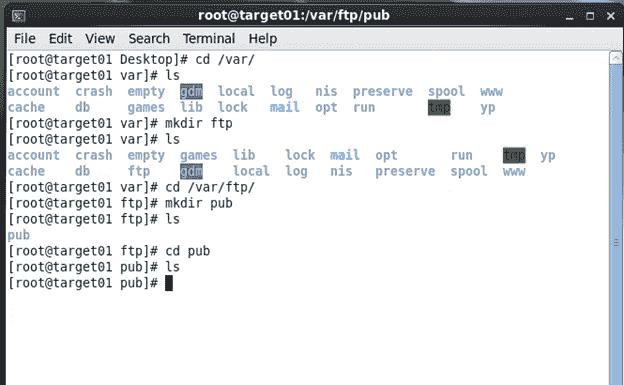 root@target01:/var/ftp/pub
File Edit View Search Terminal Help
[root@target01 Desktop]# cd /var/
[root@target01 var]# ls
account crash empty gdm local log nis preserve spool www
cache db games lib lock mail opt run tmp yp
[root@target01 var]# mkdir ftp
[root@target01 var]# ls
account crash empty games lib lock mail opt run tmp yp
cache db ftp gdm local log nis preserve spool www
[root@target01 var]# cd /var/ftp/
[root@target01 ftp]# mkdir pub
[root@target01 ftp]# ls
pub
[root@target01 ftp]# cd pub
[root@target01 pub]# ls
[root@target01 pub]#